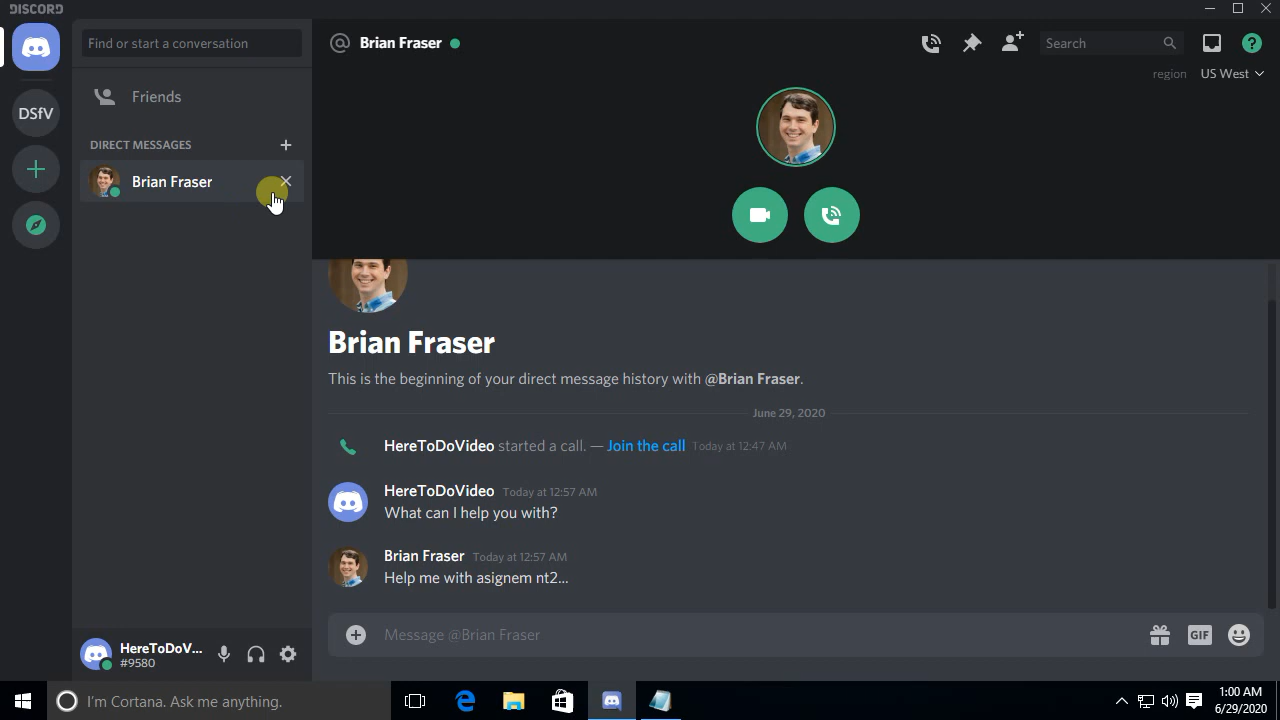 DISCORD
Find or start a conversation
Brian Fraser
Search
region US West
DSfV
Friends
DIRECT MESSAGES
Brian Fraser
Brian Fraser
This is the beginning of your direct message history with @Brian Fraser.
June 29, 2020
HereToDoVideo started a call. — Join the call Today at 12:47 AM
HereToDoVideo Today at 12:57 AM
What can I help you with?
Brian Fraser Today at 12:57 AM
Help me with asignem nt2...
Message @Brian Fraser
GIF
HereToDoV...
#9580
I'm Cortana. Ask me anything.
1:00 AM
6/29/2020